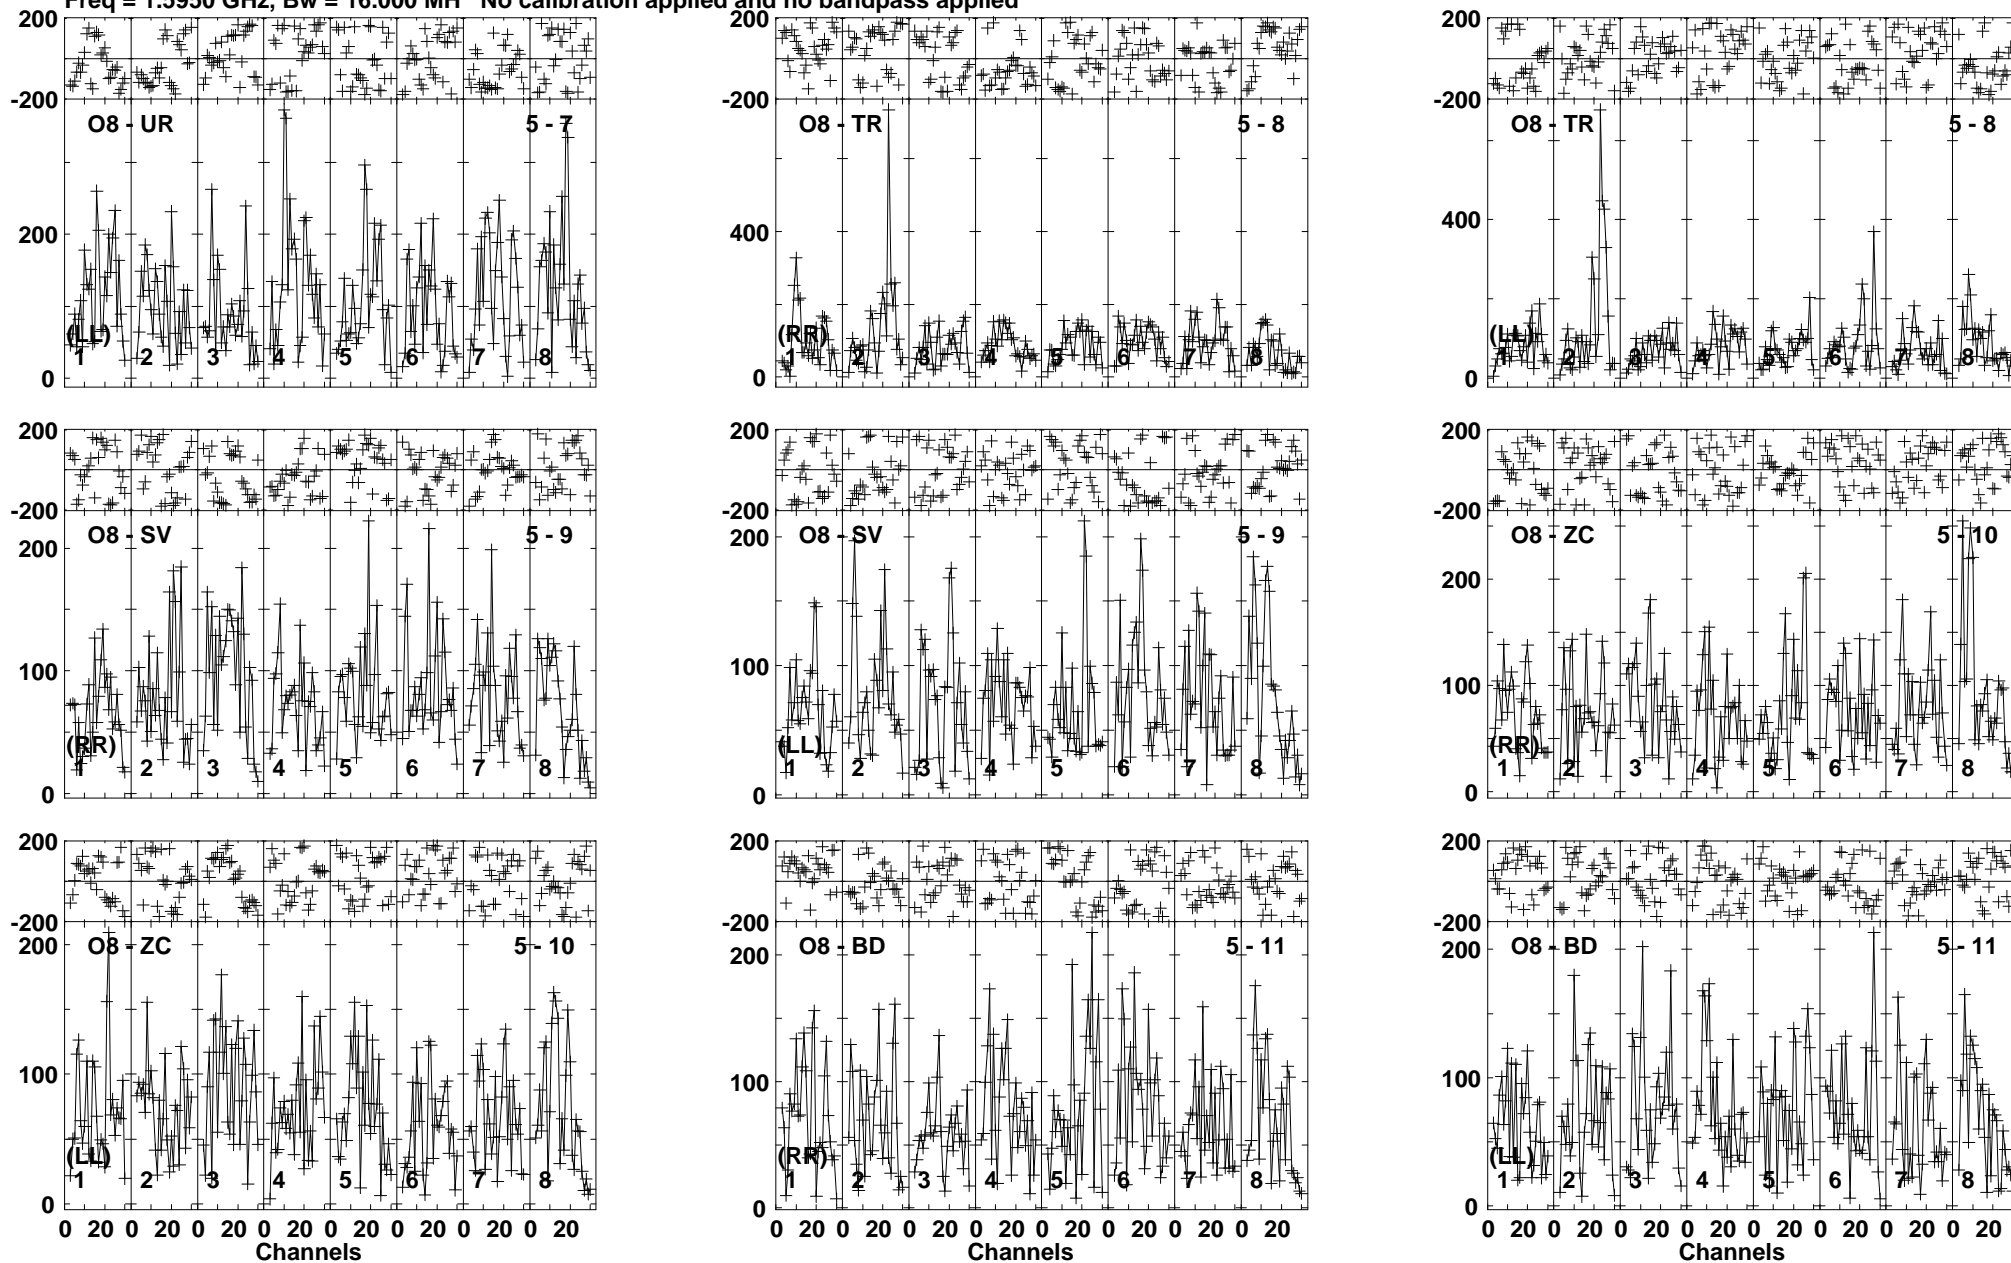 Freq = 1.5950 GHz, Bw = 16.000 MH No calibration applied and no bandpass applied
200 200 200
-200 -200 -200
O8 - UR 5 - 7 O8 - TR 5 - 8 O8 - TR 5 - 8
200 400 400
(LL) (RR) (LL)
1 2 3 4 5 6 7 8 1 2 3 4 5 6 7 8 1 2 3 4 5 6 7 8
0 0 0
200 200 200
-200 -200 -200
O8 - SV 5 - 9 O8 - SV 5 - 9 O8 - ZC 5 - 10
200 200 200
100 100 100
(RR) (LL) (RR)
1 2 3 4 5 6 7 8 1 2 3 4 5 6 7 8 1 2 3 4 5 6 7 8
0 0 0
200 200 200
-200 -200 -200
O8 - ZC 5 - 10 O8 - BD 5 - 11 O8 - BD 5 - 11
200 200 200
100 100 100
(LL) (RR) (LL)
1 2 3 4 5 6 7 8 1 2 3 4 5 6 7 8 1 2 3 4 5 6 7 8
0 0 0
0 20 0 20 0 20 0 20 0 20 0 20 0 20 0 20 0 20 0 20 0 20 0 20 0 20 0 20 0 20 0 20 0 20 0 20 0 20 0 20 0 20 0 20 0 20 0 20
Channels Channels Channels